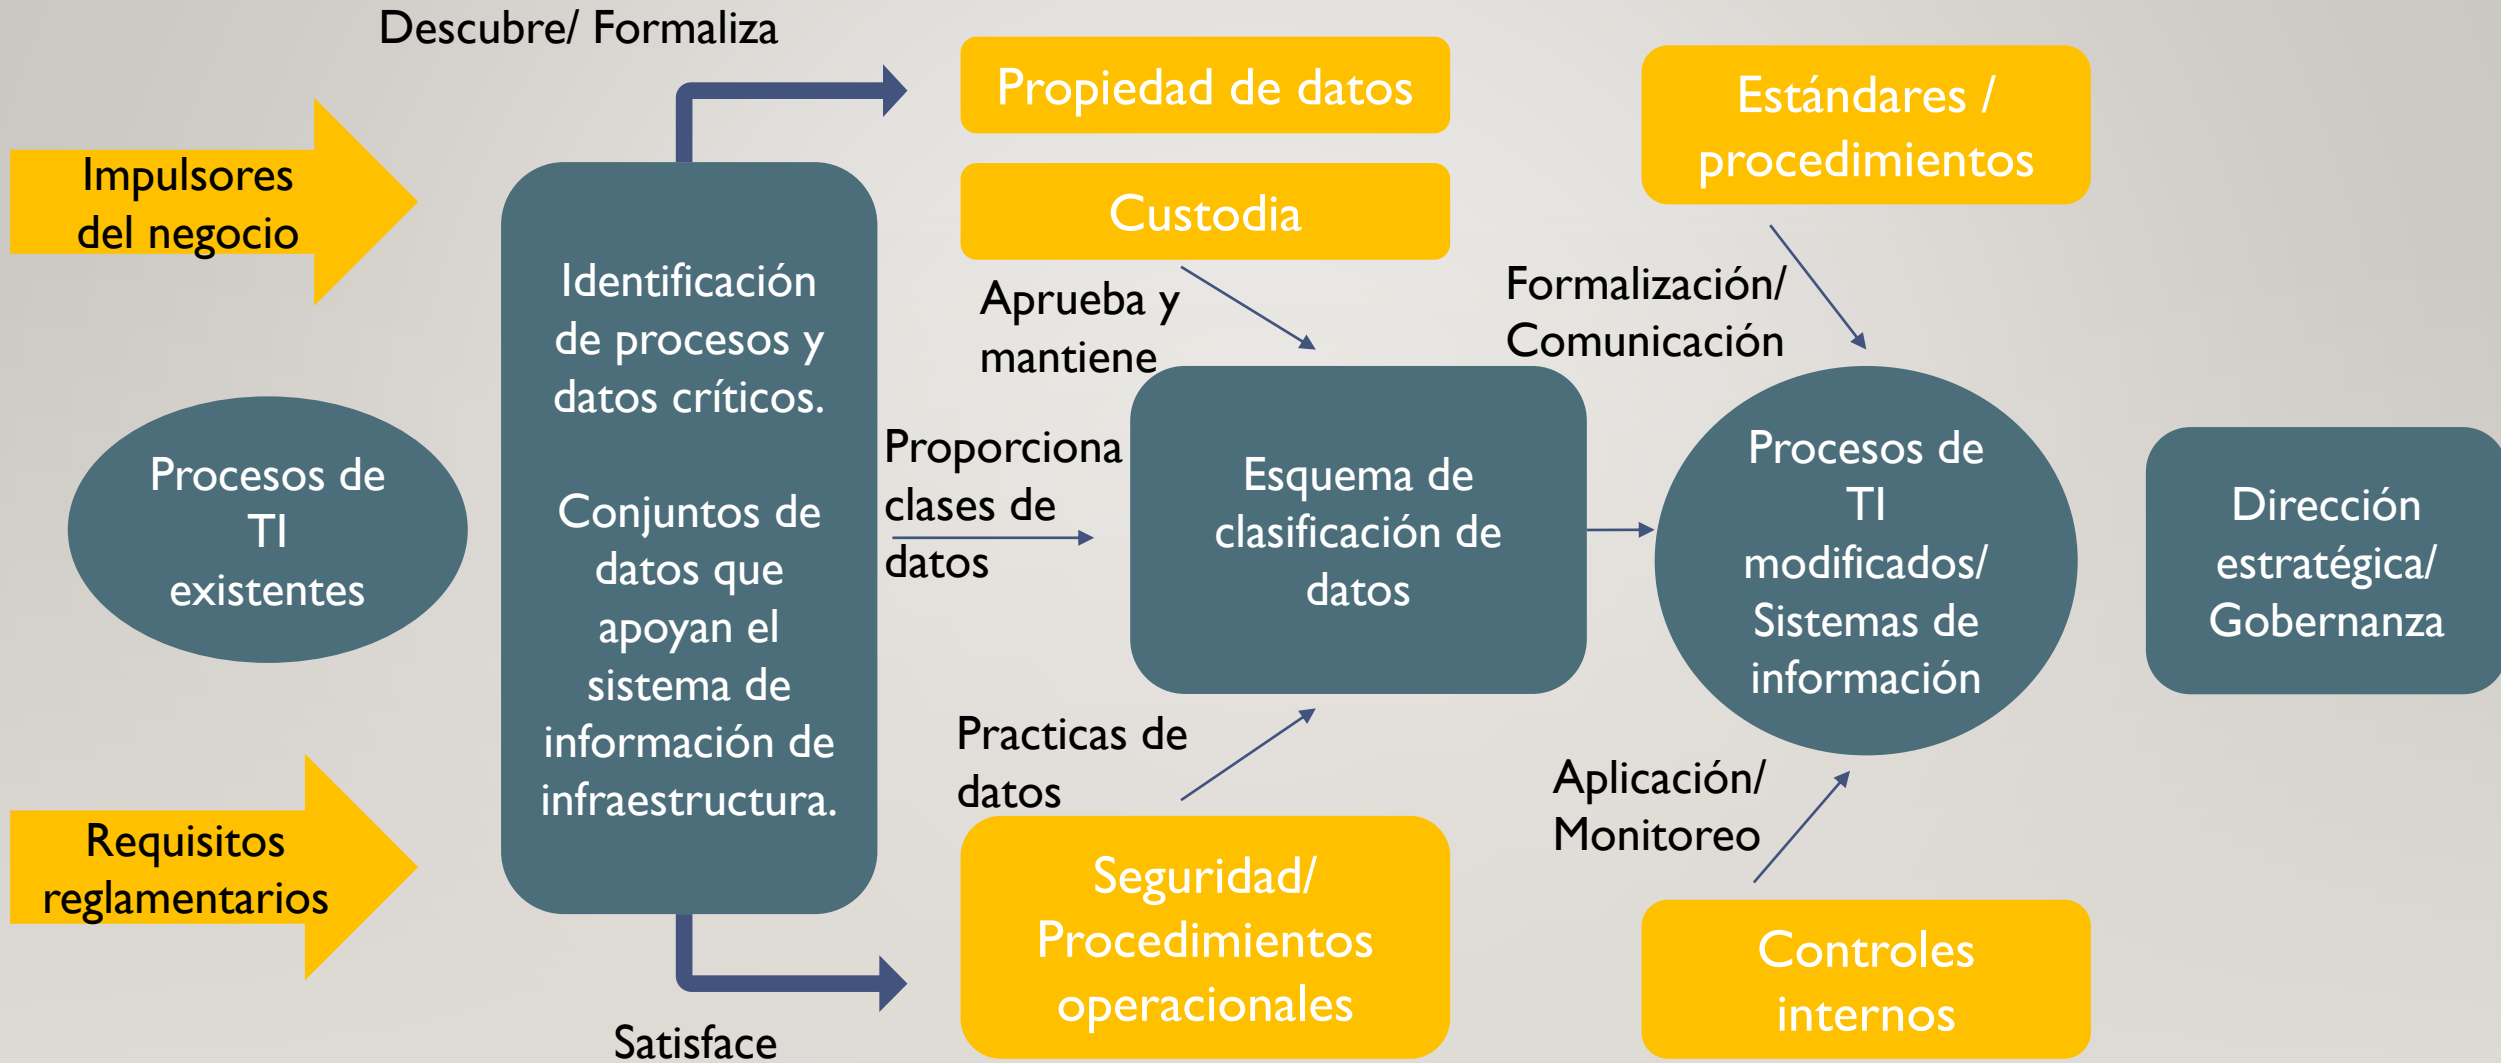 Descubre/ Formaliza
Impulsores
del negocio
Procesos de
TI
existentes
Requisitos
reglamentarios
Identificación
de procesos y
datos críticos.
Conjuntos de
datos que
apoyan el
sistema de
información de
infraestructura.
Satisface
Propiedad de datos
Custodia
Aprueba y
mantiene
Proporciona
clases de
datos
Esquema de
clasificación de
datos
Practicas de
datos
Seguridad/
Procedimientos
operacionales
Estándares /
procedimientos
Formalización/
Comunicación
Procesos de
TI
modificados/
Sistemas de
información
Aplicación/
Monitoreo
Controles
internos
Dirección
estratégica/
Gobernanza